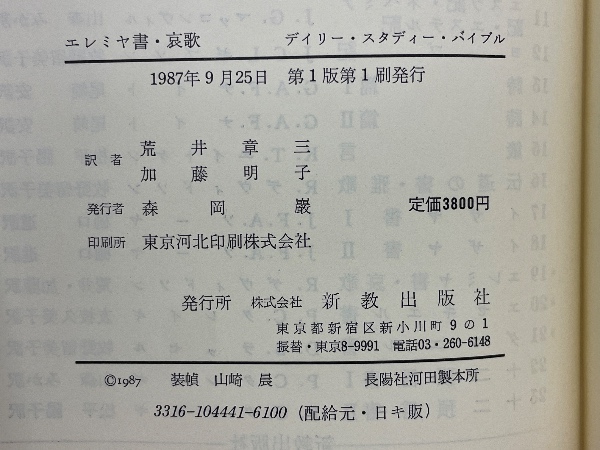 エレミヤ書・哀歌　　デイリー・スタディー・バイブル
1987年9月25日　第1版第1刷発行
訳者　荒井章三
加藤明子
発行者　森岡巖
定価3800円
印刷所　東京河北印刷株式会社
発行所　株式会社　新教出版社
東京都新宿区新小川町9の1
振替・東京8-9991　電話03・260-6148
©1987　装幀　山崎晨　　長陽社河田製本所
3316-104441-6100（配給元・日キ販）